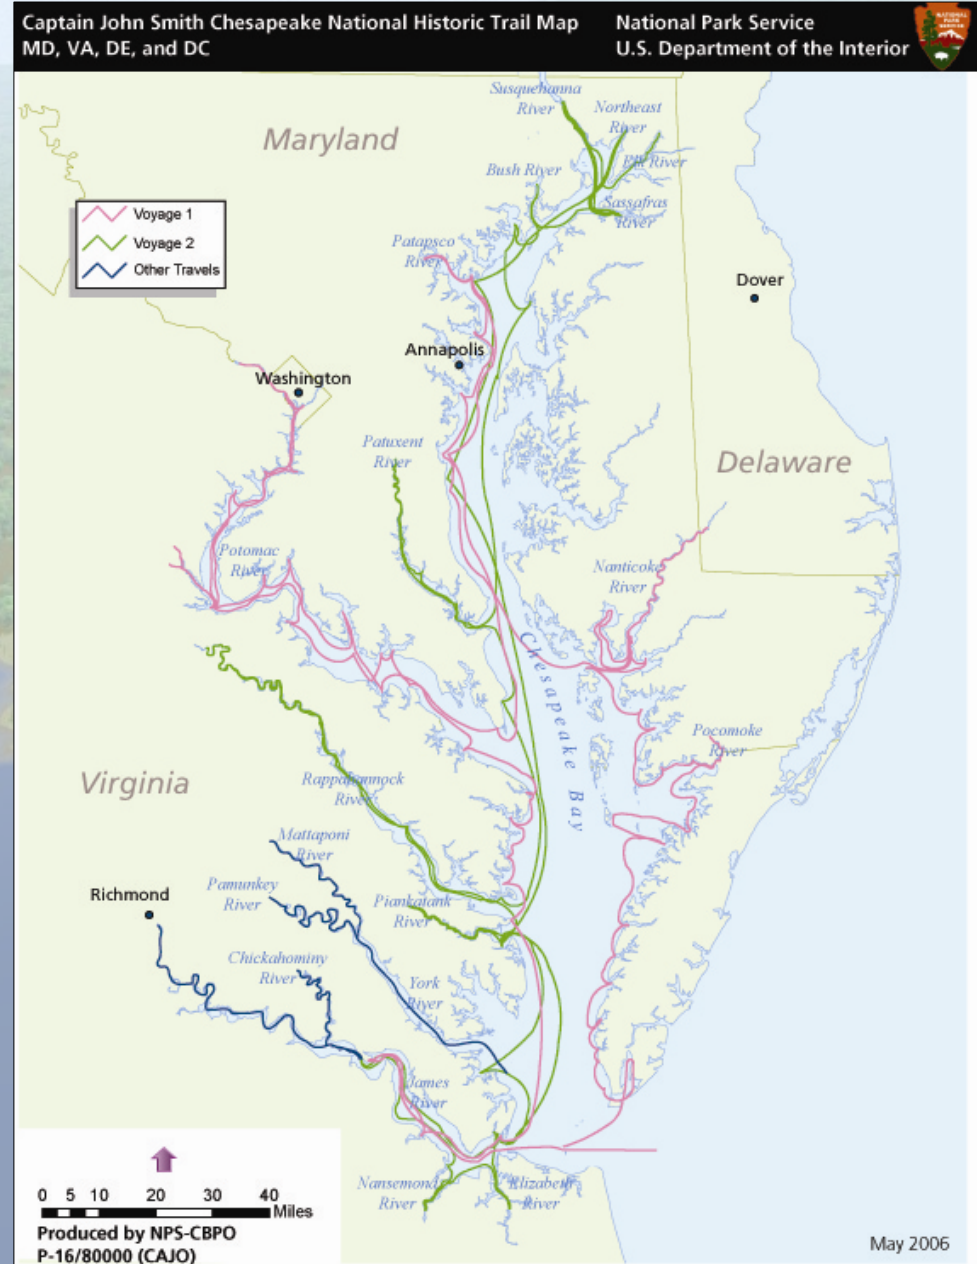 Captain John Smith Chesapeake National Historic Trail Map
MD, VA, DE, and DC
National Park Service
U.S. Department of the Interior
NATIONAL
PARK
SERVICE
Susquehanna
River
Northeast
River
Maryland
Bush River
Elk River
Sassafras
River
Voyage 1
Voyage 2
Other Travels
Patapsco
River
Dover
Annapolis
Washington
Patuxent
River
Delaware
Potomac
River
Nanticoke
River
Chesapeake Bay
Pocomoke
River
Virginia
Rappahannock
River
Mattaponi
River
Richmond
Pamunkey
River
Piankatank
River
Chickahominy
River
York
River
James
River
Nansemond
River
Elizabeth
River
0 5 10 20 30 40
Miles
Produced by NPS-CBPO
P-16/80000 (CAJO)
May 2006